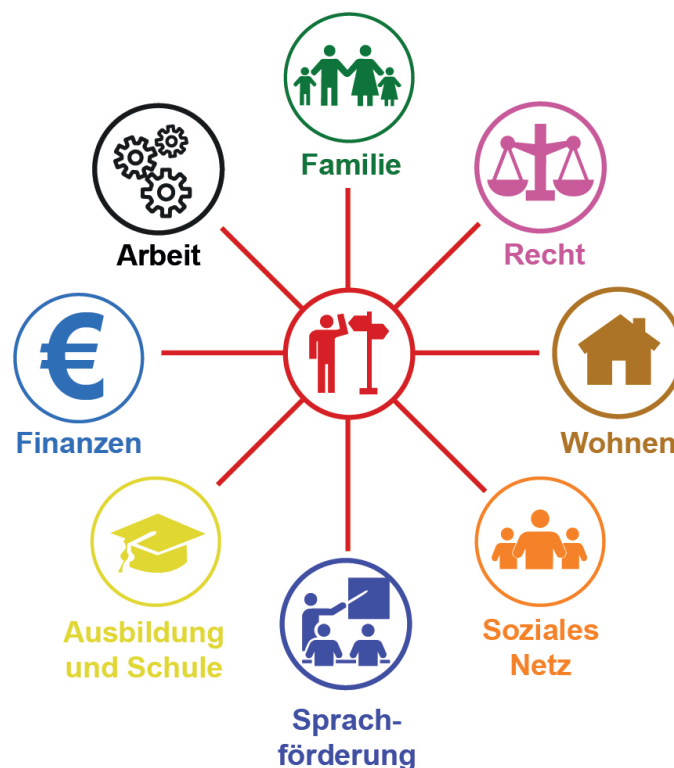 Familie
Arbeit
Recht
€
Finanzen
Wohnen
Ausbildung
und Schule
Soziales
Netz
Sprach-
förderung